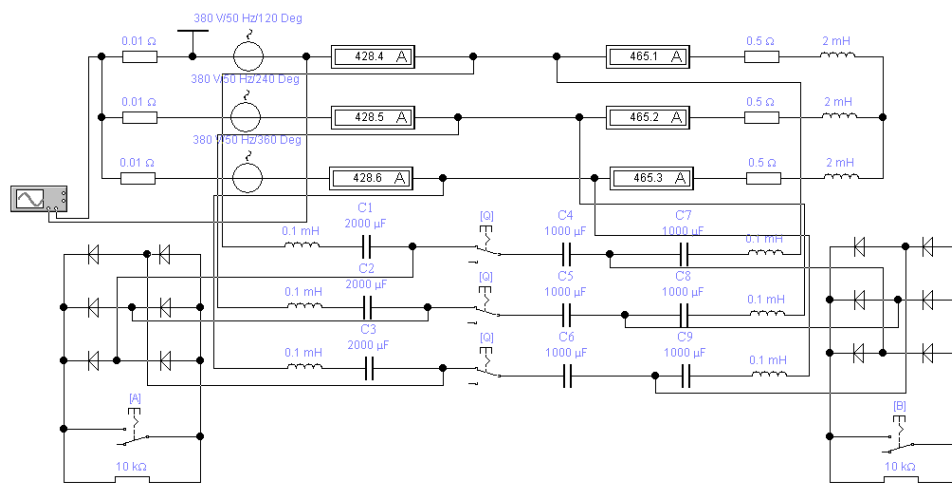 380 V/50 Hz/120 Deg
0.01 Ω
428.4 A
465.1 A
0.5 Ω
2 mH
380 V/50 Hz/240 Deg
0.01 Ω
428.5 A
465.2 A
0.5 Ω
2 mH
380 V/50 Hz/360 Deg
0.01 Ω
428.6 A
465.3 A
0.5 Ω
2 mH
C1
2000 µF
0.1 mH
[Q]
C4
1000 µF
C7
1000 µF
0.1 mH
C2
2000 µF
0.1 mH
[Q]
C5
1000 µF
C8
1000 µF
0.1 mH
C3
2000 µF
0.1 mH
[Q]
C6
1000 µF
C9
1000 µF
0.1 mH
[A]
10 kΩ
[B]
10 kΩ